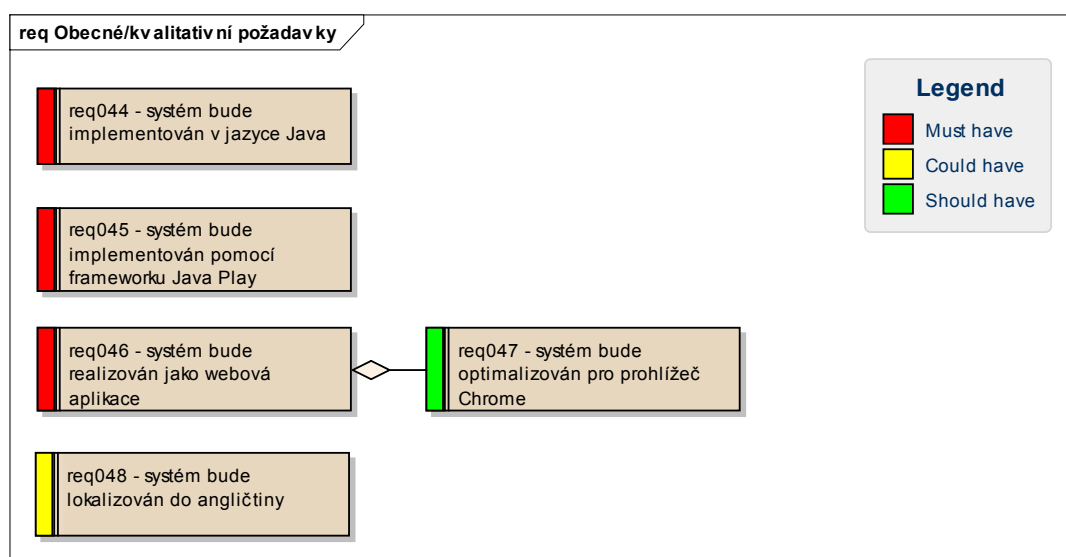 req Obecné/kvalitativní požadavky
req044 - systém bude
implementován v jazyce Java
req045 - systém bude
implementován pomocí
frameworku Java Play
req046 - systém bude
realizován jako webová
aplikace
req047 - systém bude
optimalizován pro prohlížeč
Chrome
req048 - systém bude
lokalizován do angličtiny
Legend
Must have
Could have
Should have